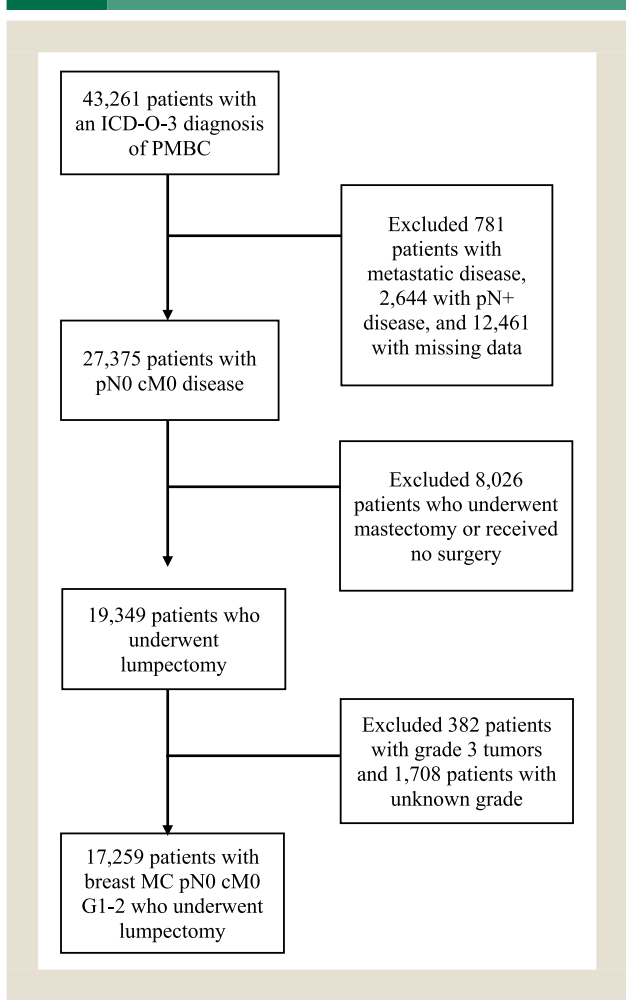 43,261 patients with
an ICD-O-3 diagnosis
of PMBC
Excluded 781
patients with
metastatic disease,
2,644 with pN+
disease, and 12,461
with missing data
27,375 patients with
pN0 cM0 disease
Excluded 8,026
patients who underwent
mastectomy or received
no surgery
19,349 patients who
underwent
lumpectomy
Excluded 382 patients
with grade 3 tumors
and 1,708 patients with
unknown grade
17,259 patients with
breast MC pN0 cM0
G1-2 who underwent
lumpectomy